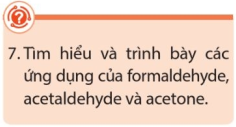 7. Tìm hiểu và trình bày các
ứng dụng của formaldehyde,
acetaldehyde và acetone.